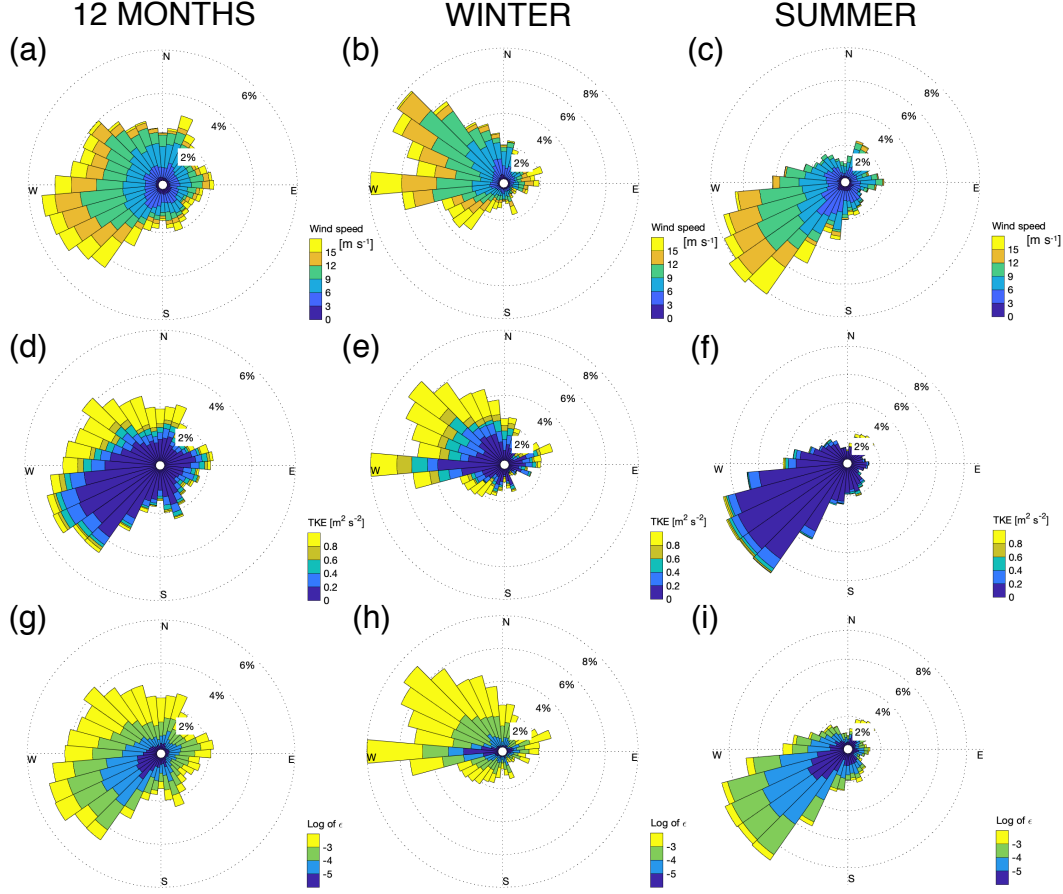 12 MONTHS WINTER SUMMER
(a) (b) (c)
N N N
6% 8% 8%
4% 6% 6%
4% 4%
2% 2% 2%
W E W E W E
Wind speed [m s⁻¹] Wind speed [m s⁻¹] Wind speed [m s⁻¹]
15 15 15
12 12 12
9 9 9
6 6 6
3 3 3
0 0 0
S S S
(d) (e) (f)
N N N
6% 8% 8%
4% 6% 6%
4% 4%
2% 2% 2%
W E W E W E
TKE [m² s⁻²] TKE [m² s⁻²] TKE [m² s⁻²]
0.8 0.8 0.8
0.6 0.6 0.6
0.4 0.4 0.4
0.2 0.2 0.2
0 0 0
S S S
(g) (h) (i)
N N N
6% 8% 8%
4% 6% 6%
4% 4%
2% 2% 2%
W E W E W E
Log of ϵ Log of ϵ Log of ϵ
-3 -3 -3
-4 -4 -4
-5 -5 -5
S S S